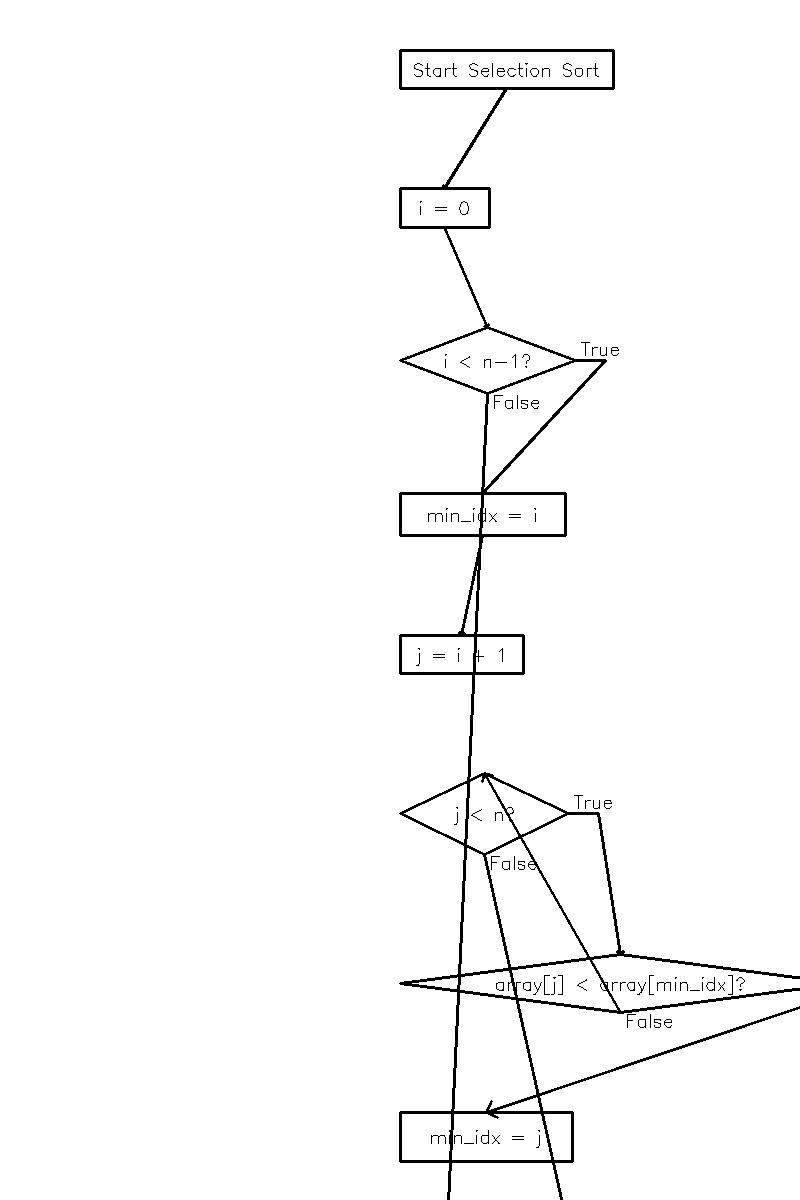 Start Selection Sort
i = 0
i < n-1?
True
False
min_idx = i
j = i + 1
j < n?
True
False
array[j] < array[min_idx]?
False
min_idx = j